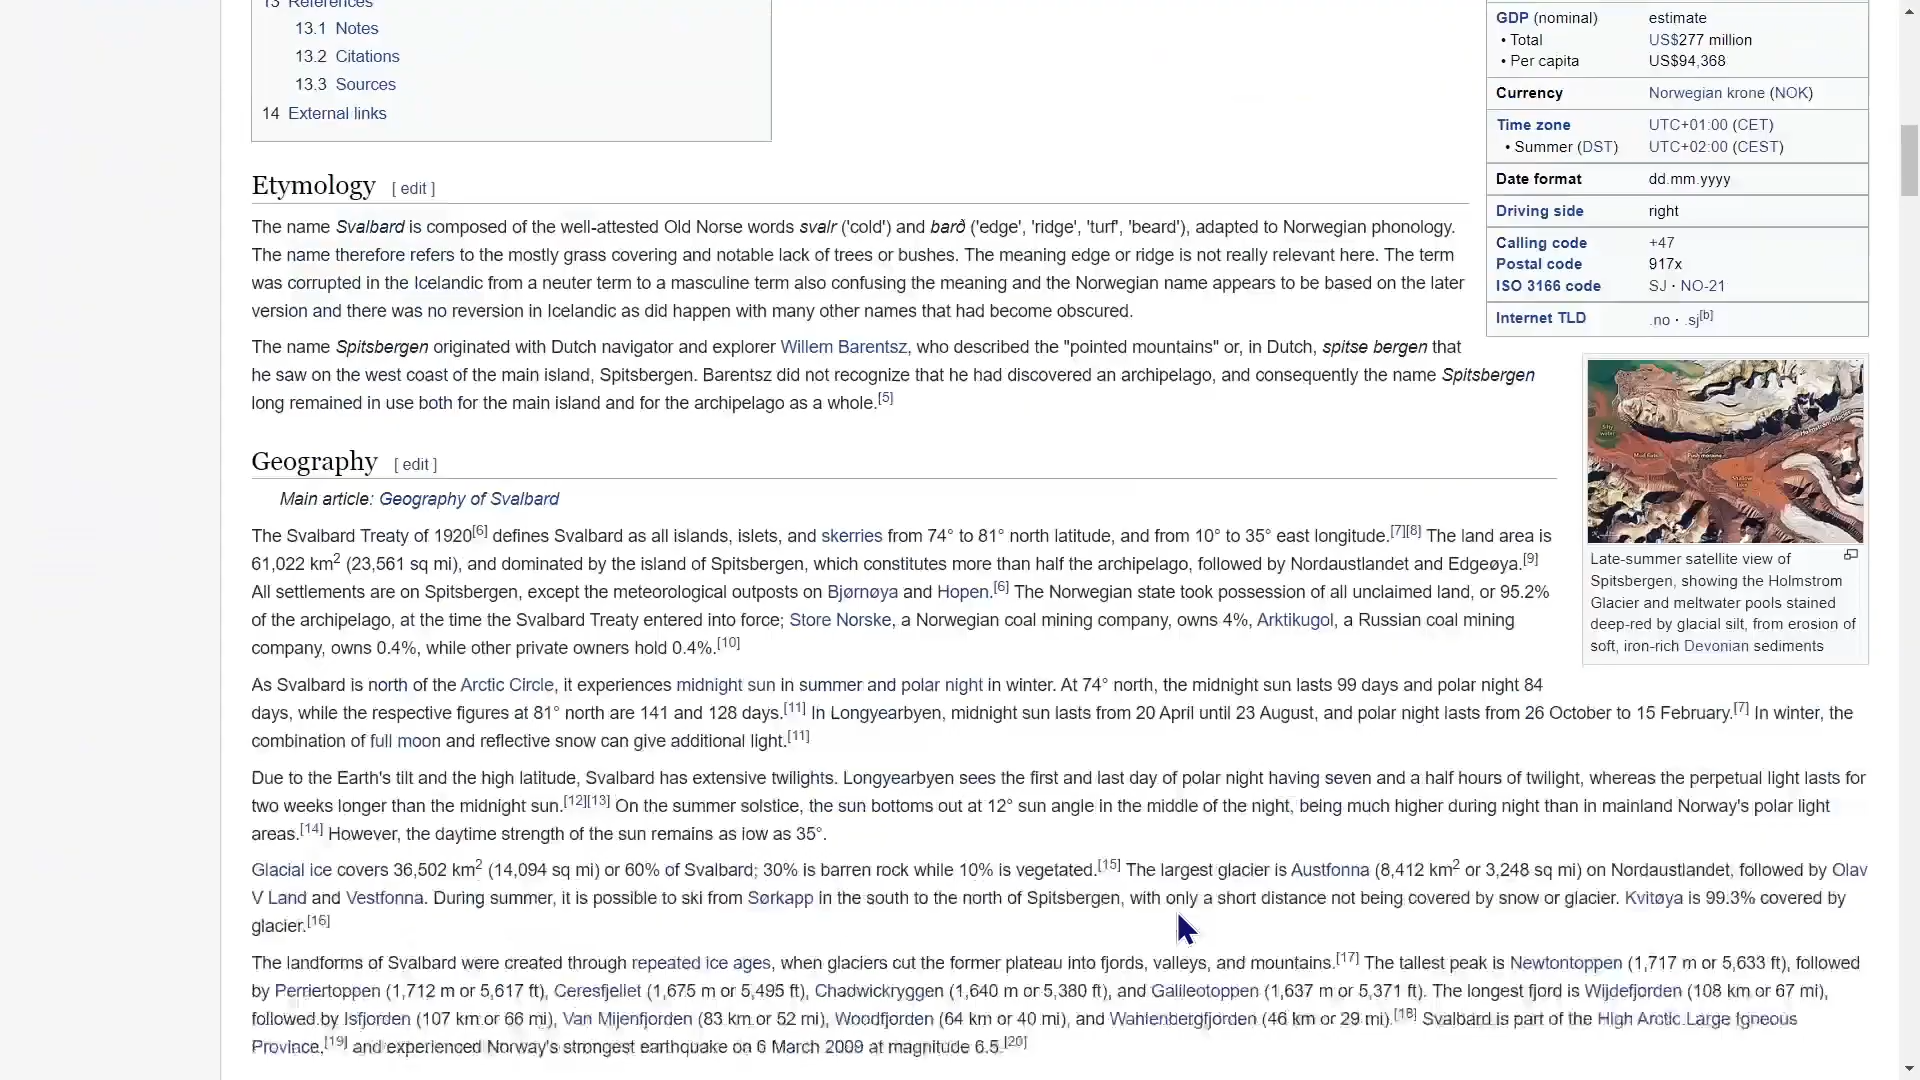 13 References
13.1 Notes
13.2 Citations
13.3 Sources
14 External links
GDP (nominal) estimate
• Total US$277 million
• Per capita US$94,368
Currency Norwegian krone (NOK)
Time zone UTC+01:00 (CET)
• Summer (DST) UTC+02:00 (CEST)
Date format dd.mm.yyyy
Driving side right
Calling code +47
Postal code 917x
ISO 3166 code SJ · NO-21
Internet TLD .no · .sj[b]
Etymology [ edit ]
The name Svalbard is composed of the well-attested Old Norse words svalr ('cold') and barð ('edge', 'ridge', 'turf', 'beard'), adapted to Norwegian phonology.
The name therefore refers to the mostly grass covering and notable lack of trees or bushes. The meaning edge or ridge is not really relevant here. The term
was corrupted in the Icelandic from a neuter term to a masculine term also confusing the meaning and the Norwegian name appears to be based on the later
version and there was no reversion in Icelandic as did happen with many other names that had become obscured.
The name Spitsbergen originated with Dutch navigator and explorer Willem Barentsz, who described the "pointed mountains" or, in Dutch, spitse bergen that
he saw on the west coast of the main island, Spitsbergen. Barentsz did not recognize that he had discovered an archipelago, and consequently the name Spitsbergen
long remained in use both for the main island and for the archipelago as a whole.[5]
Geography [ edit ]
Main article: Geography of Svalbard
The Svalbard Treaty of 1920[6] defines Svalbard as all islands, islets, and skerries from 74° to 81° north latitude, and from 10° to 35° east longitude.[7][8] The land area is
61,022 km2 (23,561 sq mi), and dominated by the island of Spitsbergen, which constitutes more than half the archipelago, followed by Nordaustlandet and Edgeøya.[9]
All settlements are on Spitsbergen, except the meteorological outposts on Bjørnøya and Hopen.[6] The Norwegian state took possession of all unclaimed land, or 95.2%
of the archipelago, at the time the Svalbard Treaty entered into force; Store Norske, a Norwegian coal mining company, owns 4%, Arktikugol, a Russian coal mining
company, owns 0.4%, while other private owners hold 0.4%.[10]
Late-summer satellite view of
Spitsbergen, showing the Holmstrom
Glacier and meltwater pools stained
deep-red by glacial silt, from erosion of
soft, iron-rich Devonian sediments
As Svalbard is north of the Arctic Circle, it experiences midnight sun in summer and polar night in winter. At 74° north, the midnight sun lasts 99 days and polar night 84
days, while the respective figures at 81° north are 141 and 128 days.[11] In Longyearbyen, midnight sun lasts from 20 April until 23 August, and polar night lasts from 26 October to 15 February.[7] In winter, the
combination of full moon and reflective snow can give additional light.[11]
Due to the Earth's tilt and the high latitude, Svalbard has extensive twilights. Longyearbyen sees the first and last day of polar night having seven and a half hours of twilight, whereas the perpetual light lasts for
two weeks longer than the midnight sun.[12][13] On the summer solstice, the sun bottoms out at 12° sun angle in the middle of the night, being much higher during night than in mainland Norway's polar light
areas.[14] However, the daytime strength of the sun remains as low as 35°.
Glacial ice covers 36,502 km2 (14,094 sq mi) or 60% of Svalbard; 30% is barren rock while 10% is vegetated.[15] The largest glacier is Austfonna (8,412 km2 or 3,248 sq mi) on Nordaustlandet, followed by Olav
V Land and Vestfonna. During summer, it is possible to ski from Sørkapp in the south to the north of Spitsbergen, with only a short distance not being covered by snow or glacier. Kvitøya is 99.3% covered by
glacier.[16]
The landforms of Svalbard were created through repeated ice ages, when glaciers cut the former plateau into fjords, valleys, and mountains.[17] The tallest peak is Newtontoppen (1,717 m or 5,633 ft), followed
by Perriertoppen (1,712 m or 5,617 ft), Ceresfjellet (1,675 m or 5,495 ft), Chadwickryggen (1,640 m or 5,380 ft), and Galileotoppen (1,637 m or 5,371 ft). The longest fjord is Wijdefjorden (108 km or 67 mi),
followed by Isfjorden (107 km or 66 mi), Van Mijenfjorden (83 km or 52 mi), Woodfjorden (64 km or 40 mi), and Wahlenbergfjorden (46 km or 29 mi).[18] Svalbard is part of the High Arctic Large Igneous
Province,[19] and experienced Norway's strongest earthquake on 6 March 2009 at magnitude 6.5.[20]